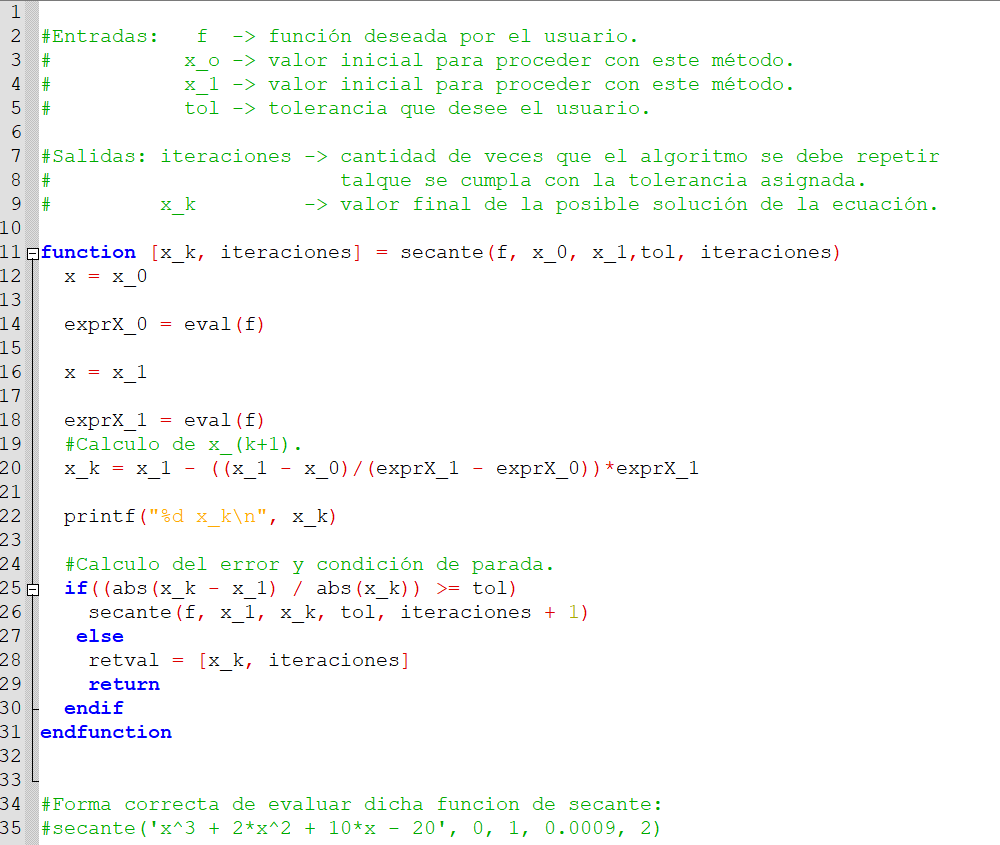 1
2 #Entradas:   f  -> función deseada por el usuario.
3 #           x_o -> valor inicial para proceder con este método.
4 #           x_1 -> valor inicial para proceder con este método.
5 #           tol -> tolerancia que desee el usuario.
6
7 #Salidas: iteraciones -> cantidad de veces que el algoritmo se debe repetir
8 #                        talque se cumpla con la tolerancia asignada.
9 #         x_k         -> valor final de la posible solución de la ecuación.
10
11 function [x_k, iteraciones] = secante(f, x_0, x_1,tol, iteraciones)
12   x = x_0
13
14   exprX_0 = eval(f)
15
16   x = x_1
17
18   exprX_1 = eval(f)
19   #Calculo de x_(k+1).
20   x_k = x_1 - ((x_1 - x_0)/(exprX_1 - exprX_0))*exprX_1
21
22   printf("%d x_k\n", x_k)
23
24   #Calculo del error y condición de parada.
25   if((abs(x_k - x_1) / abs(x_k)) >= tol)
26     secante(f, x_1, x_k, tol, iteraciones + 1)
27    else
28     retval = [x_k, iteraciones]
29     return
30   endif
31 endfunction
32
33
34 #Forma correcta de evaluar dicha funcion de secante:
35 #secante('x^3 + 2*x^2 + 10*x - 20', 0, 1, 0.0009, 2)